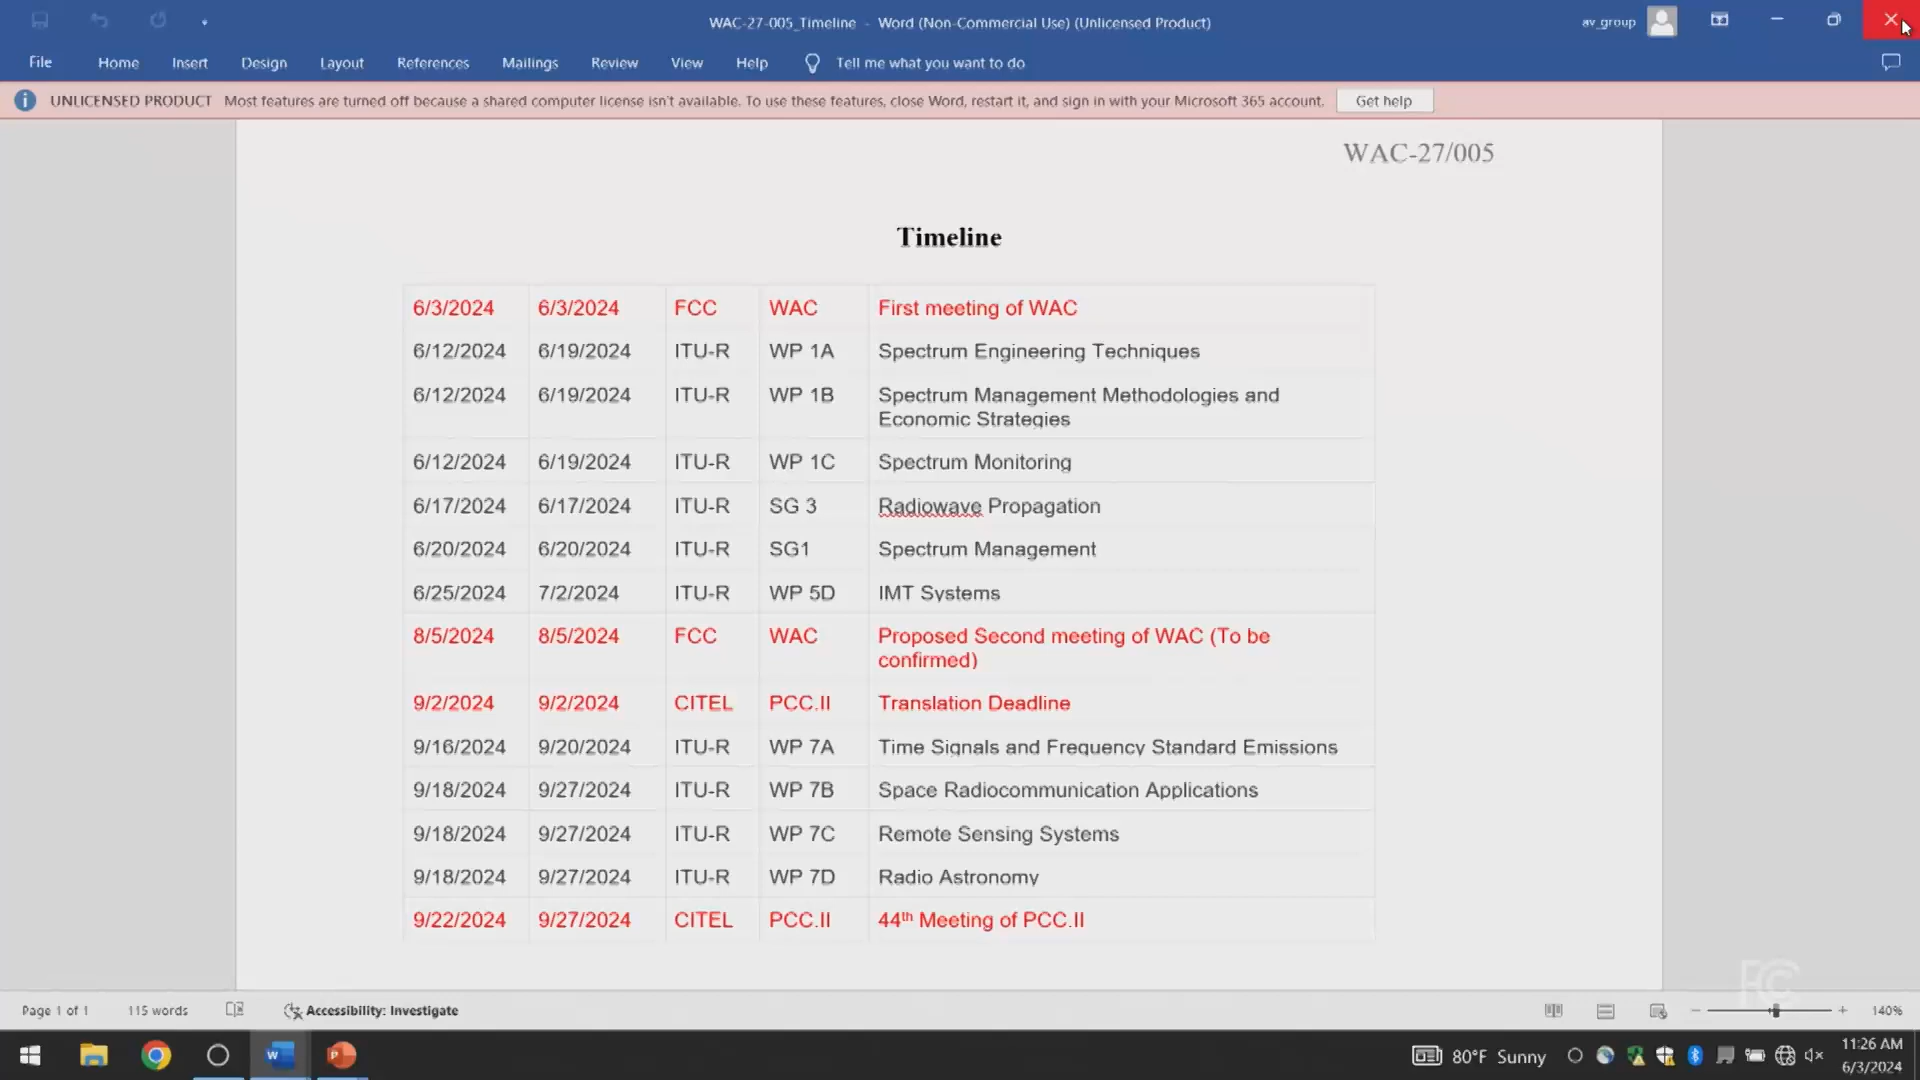 WAC-27-005_Timeline - Word (Non-Commercial Use) (Unlicensed Product)
av_group
File Home Insert Design Layout References Mailings Review View Help Tell me what you want to do
UNLICENSED PRODUCT Most features are turned off because a shared computer license isn't available. To use these features, close Word, restart it, and sign in with your Microsoft 365 account. Get help
WAC-27/005
Timeline
6/3/2024 6/3/2024 FCC WAC First meeting of WAC
6/12/2024 6/19/2024 ITU-R WP 1A Spectrum Engineering Techniques
6/12/2024 6/19/2024 ITU-R WP 1B Spectrum Management Methodologies and
Economic Strategies
6/12/2024 6/19/2024 ITU-R WP 1C Spectrum Monitoring
6/17/2024 6/17/2024 ITU-R SG 3 Radiowave Propagation
6/20/2024 6/20/2024 ITU-R SG1 Spectrum Management
6/25/2024 7/2/2024 ITU-R WP 5D IMT Systems
8/5/2024 8/5/2024 FCC WAC Proposed Second meeting of WAC (To be
confirmed)
9/2/2024 9/2/2024 CITEL PCC.II Translation Deadline
9/16/2024 9/20/2024 ITU-R WP 7A Time Signals and Frequency Standard Emissions
9/18/2024 9/27/2024 ITU-R WP 7B Space Radiocommunication Applications
9/18/2024 9/27/2024 ITU-R WP 7C Remote Sensing Systems
9/18/2024 9/27/2024 ITU-R WP 7D Radio Astronomy
9/22/2024 9/27/2024 CITEL PCC.II 44th Meeting of PCC.II
FCC
Page 1 of 1 115 words Accessibility: Investigate 140%
80°F Sunny 11:26 AM
6/3/2024